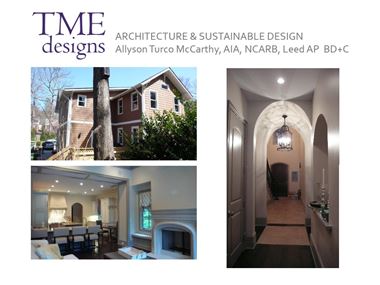 TME
designs
ARCHITECTURE & SUSTAINABLE DESIGN
Allyson Turco McCarthy, AIA, NCARB, Leed AP BD+C